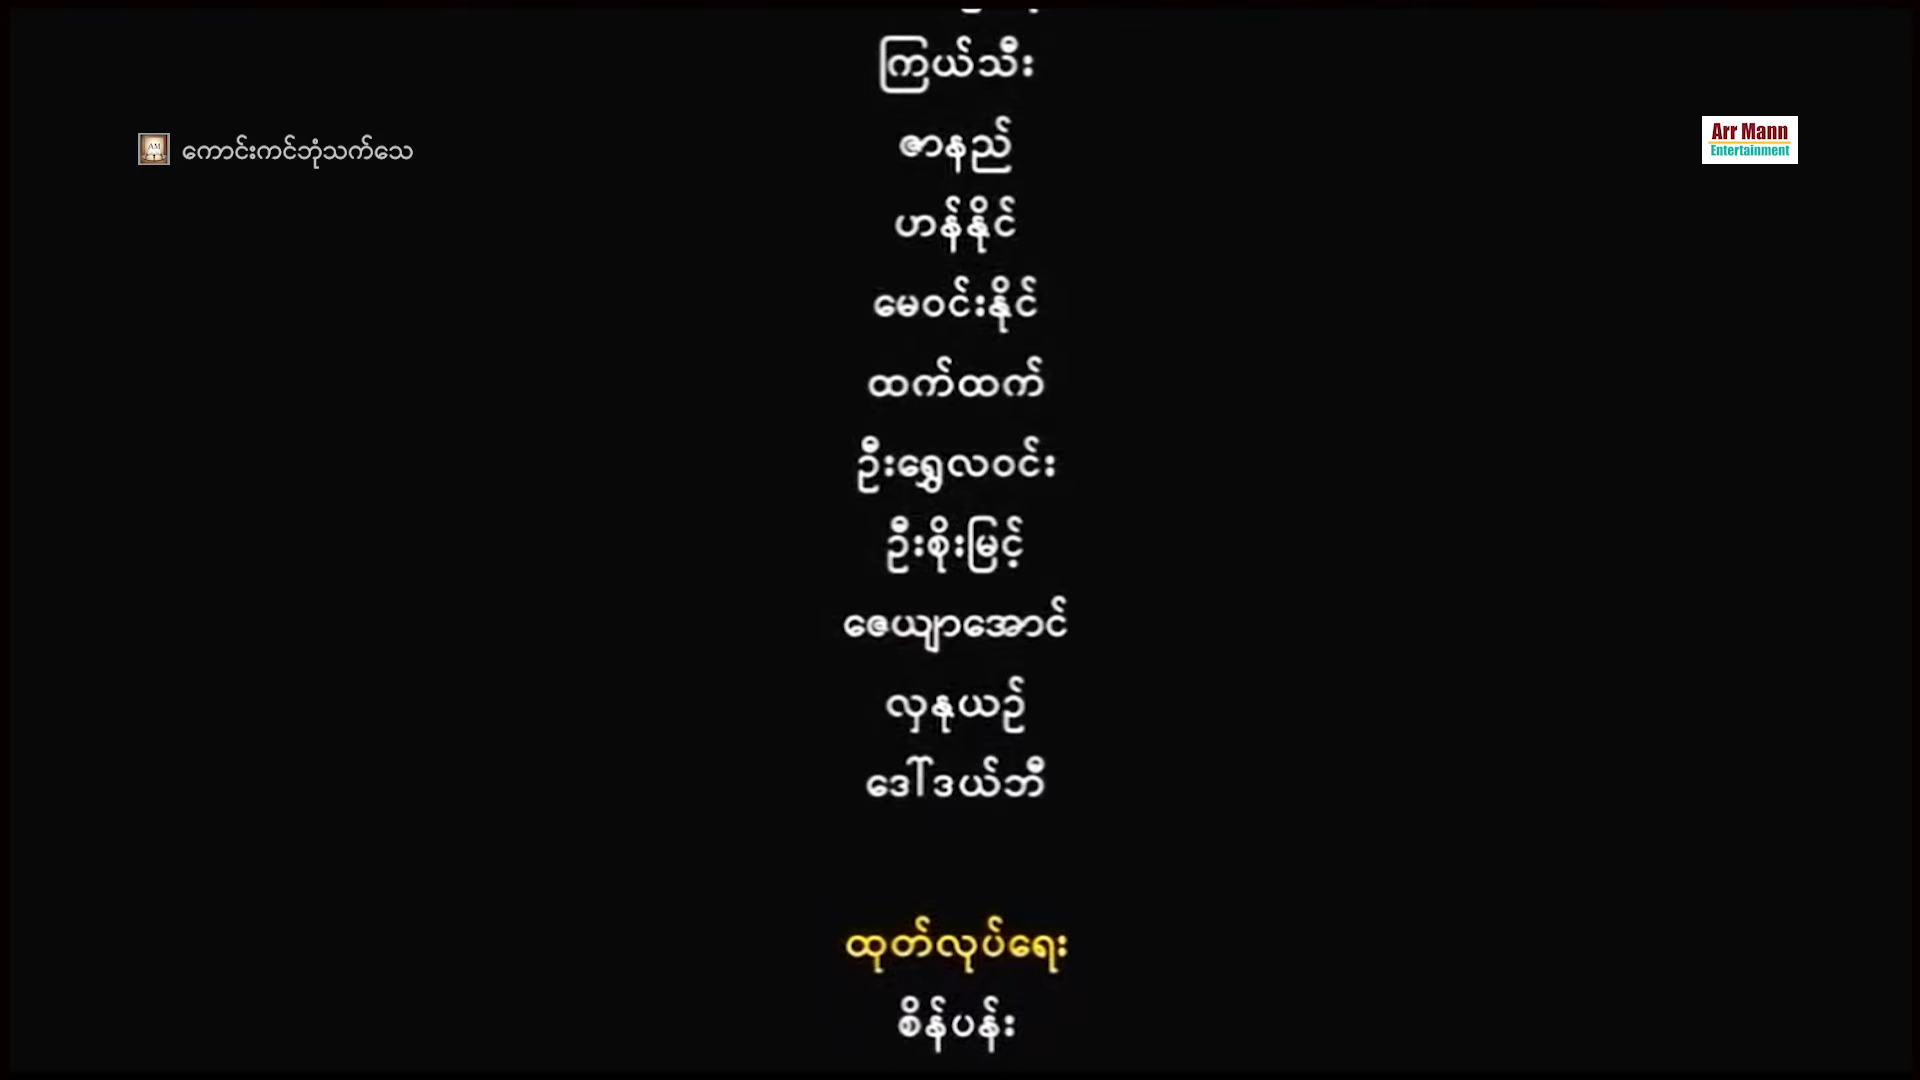 ကြယ်သီး
ဇာနည်
ကောင်းကင်ဘုံသက်သေ
Arr Mann
Entertainment
ဟန်နိုင်
မေဝင်းနိုင်
ထက်ထက်
ဦးရွှေလဝင်း
ဦးစိုးမြင့်
ဇေယျာအောင်
လှနုယဉ်
ဒေါ်ဒယ်ဘီ
ထုတ်လုပ်ရေး
စိန်ပန်း